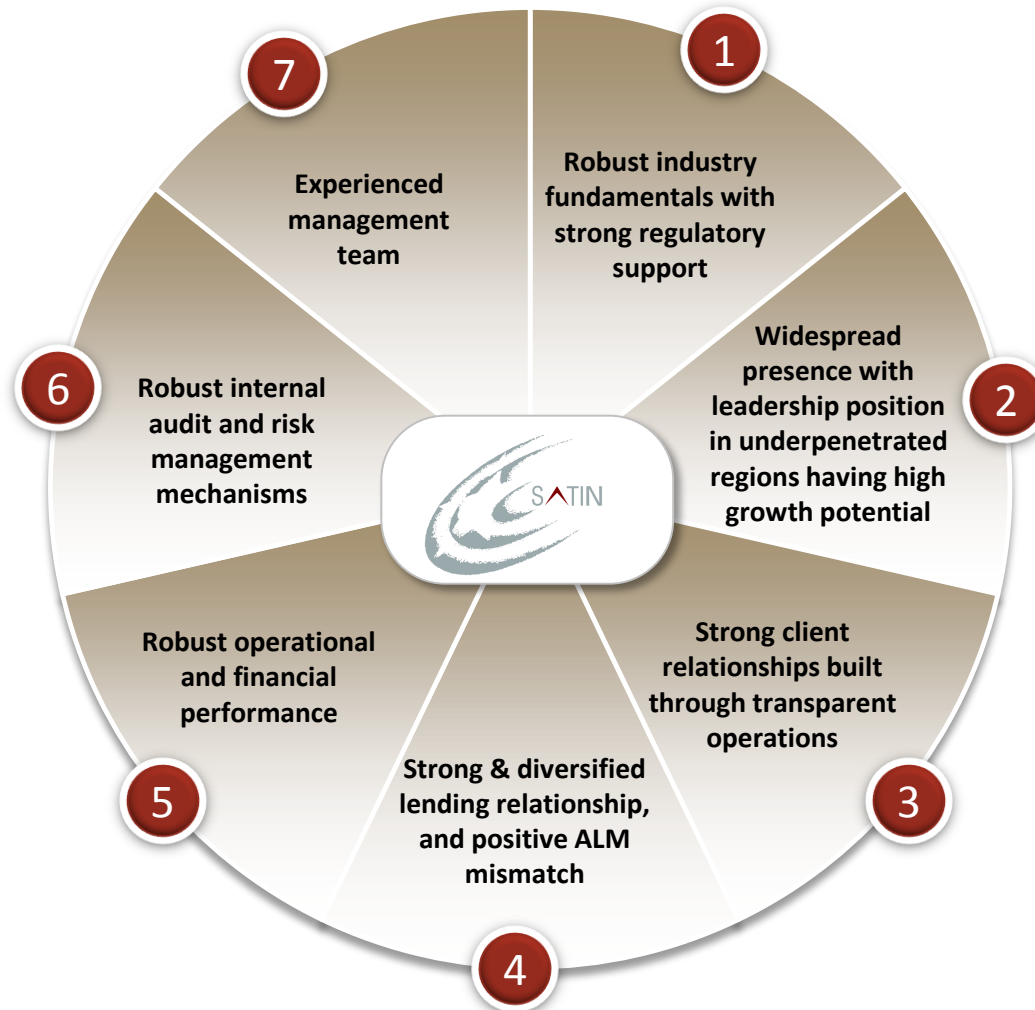 1
Robust industry
fundamentals with
strong regulatory
support
2
Widespread
presence with
leadership position
in underpenetrated
regions having high
growth potential
3
Strong client
relationships built
through transparent
operations
4
Strong & diversified
lending relationship,
and positive ALM
mismatch
5
Robust operational
and financial
performance
6
Robust internal
audit and risk
management
mechanisms
7
Experienced
management
team
SATIN